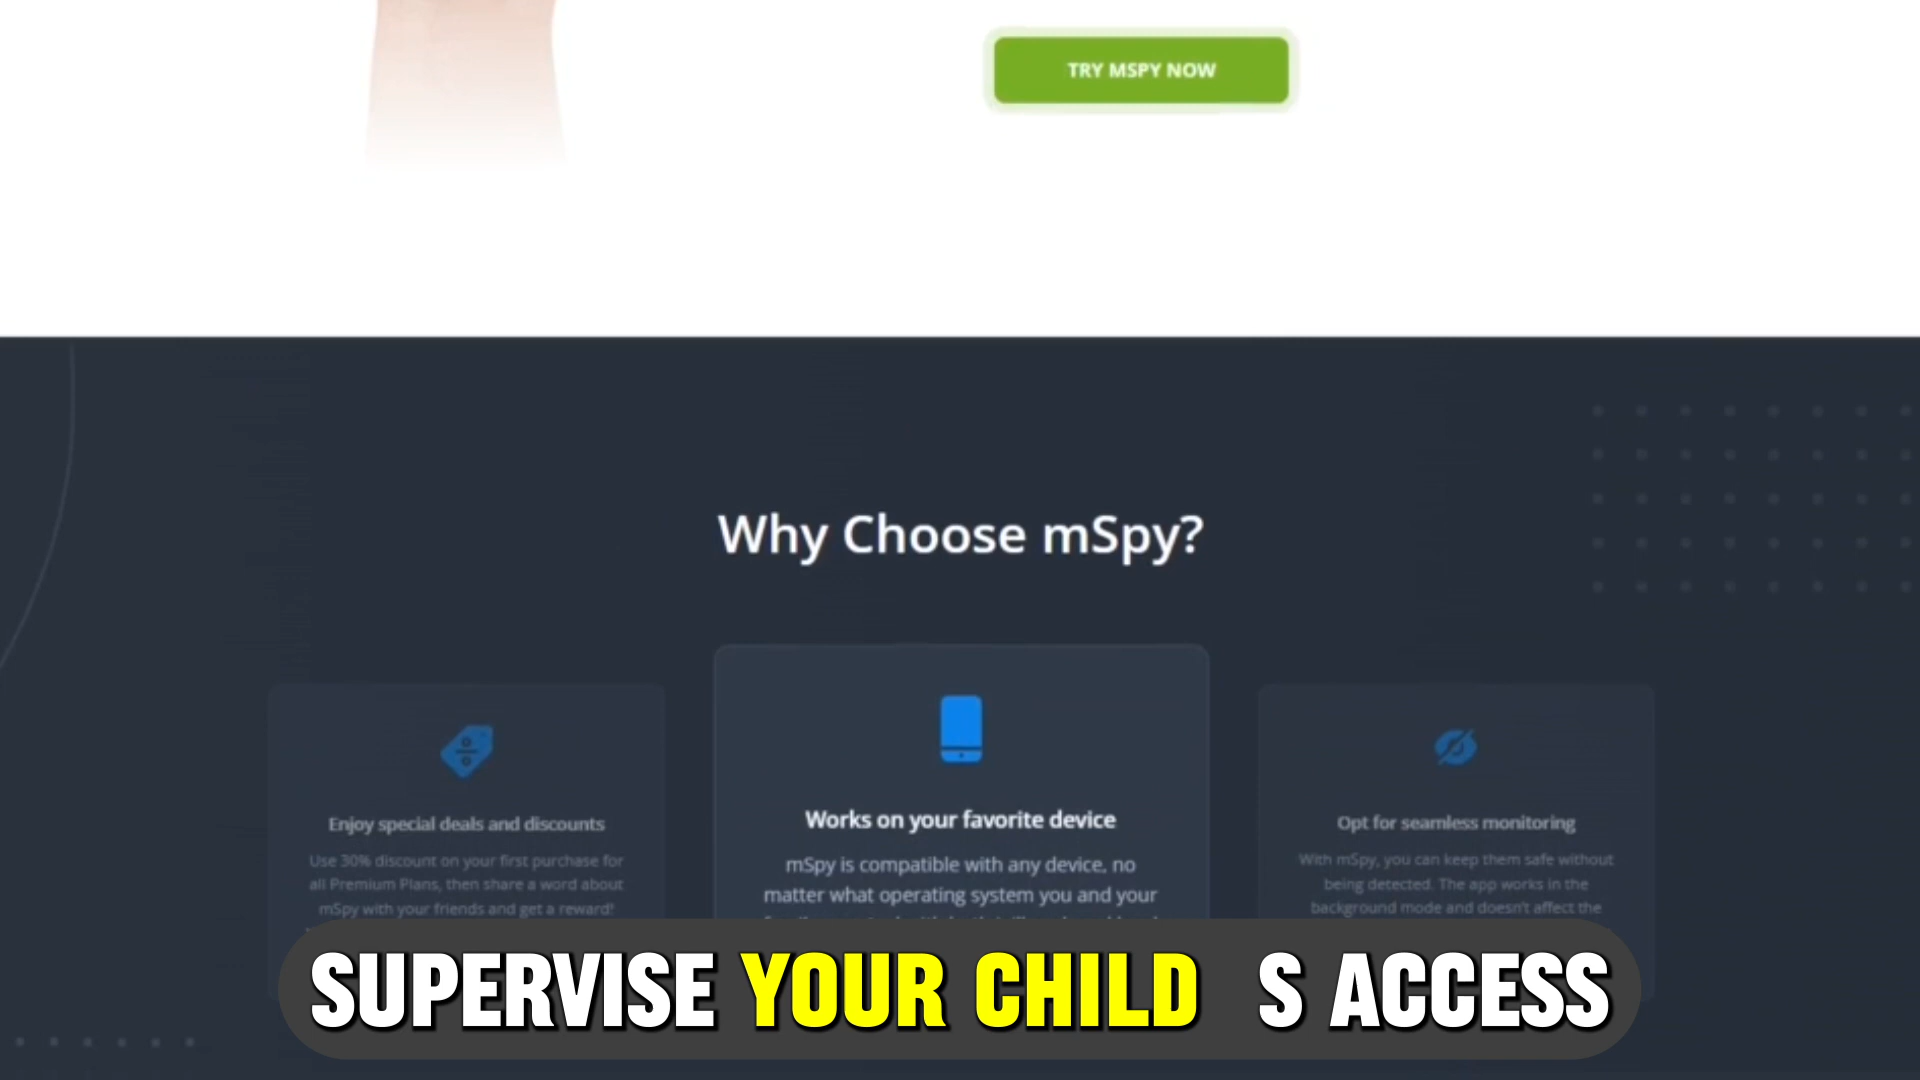 TRY MSPY NOW
Why Choose mSpy?
Enjoy special deals and discounts
Use 30% discount on your first purchase for
all Premium Plans, then share a word about
mSpy with your friends and get a reward!
Works on your favorite device
mSpy is compatible with any device, no
matter what operating system you and your
Opt for seamless monitoring
With mSpy, you can keep them safe without
being detected. The app works in the
background mode and doesn't affect the
SUPERVISE YOUR CHILD S ACCESS